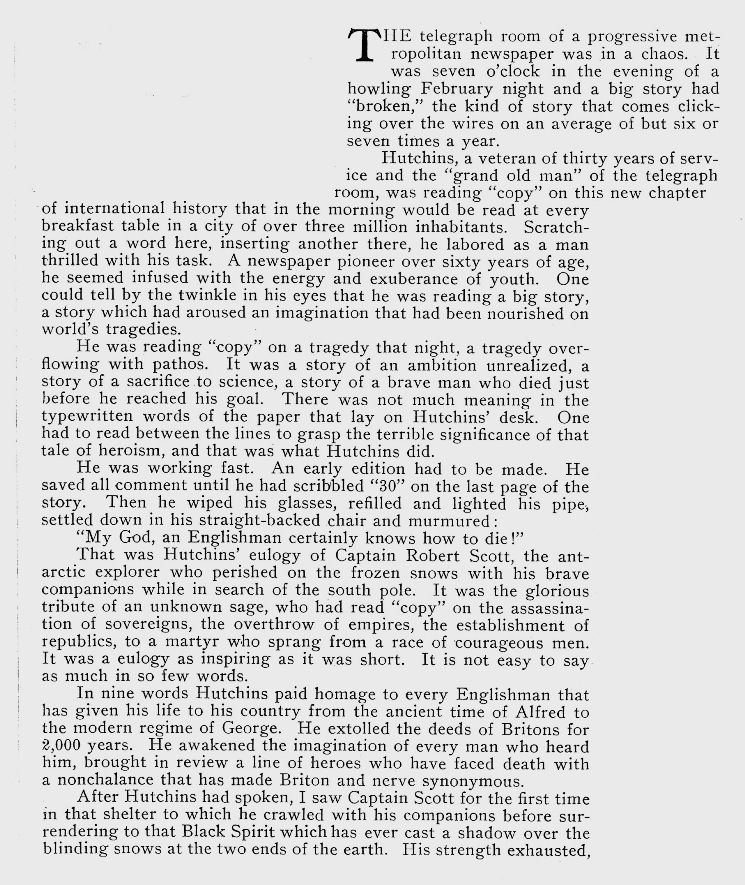 THE telegraph room of a progressive met-
ropolitan newspaper was in a chaos. It
was seven o'clock in the evening of a
howling February night and a big story had
"broken," the kind of story that comes click-
ing over the wires on an average of but six or
seven times a year.
Hutchins, a veteran of thirty years of serv-
ice and the "grand old man" of the telegraph
room, was reading "copy" on this new chapter
of international history that in the morning would be read at every
breakfast table in a city of over three million inhabitants. Scratch-
ing out a word here, inserting another there, he labored as a man
thrilled with his task. A newspaper pioneer over sixty years of age,
he seemed infused with the energy and exuberance of youth. One
could tell by the twinkle in his eyes that he was reading a big story,
a story which had aroused an imagination that had been nourished on
world's tragedies.
He was reading "copy" on a tragedy that night, a tragedy over-
flowing with pathos. It was a story of an ambition unrealized, a
story of a sacrifice to science, a story of a brave man who died just
before he reached his goal. There was not much meaning in the
typewritten words of the paper that lay on Hutchins' desk. One
had to read between the lines to grasp the terrible significance of that
tale of heroism, and that was what Hutchins did.
He was working fast. An early edition had to be made. He
saved all comment until he had scribbled "30" on the last page of the
story. Then he wiped his glasses, refilled and lighted his pipe,
settled down in his straight-backed chair and murmured:
"My God, an Englishman certainly knows how to die!"
That was Hutchins' eulogy of Captain Robert Scott, the ant-
arctic explorer who perished on the frozen snows with his brave
companions while in search of the south pole. It was the glorious
tribute of an unknown sage, who had read "copy" on the assassina-
tion of sovereigns, the overthrow of empires, the establishment of
republics, to a martyr who sprang from a race of courageous men.
It was a eulogy as inspiring as it was short. It is not easy to say
as much in so few words.
In nine words Hutchins paid homage to every Englishman that
has given his life to his country from the ancient time of Alfred to
the modern regime of George. He extolled the deeds of Britons for
2,000 years. He awakened the imagination of every man who heard
him, brought in review a line of heroes who have faced death with
a nonchalance that has made Briton and nerve synonymous.
After Hutchins had spoken, I saw Captain Scott for the first time
in that shelter to which he crawled with his companions before sur-
rendering to that Black Spirit which has ever cast a shadow over the
blinding snows at the two ends of the earth. His strength exhausted,